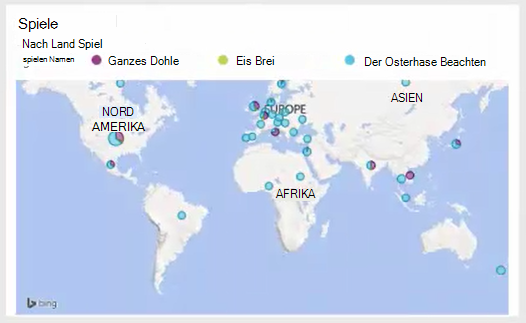 Spiele
Nach Land Spiel
spielen Namen
Ganzes Dohle
Eis Brei
Der Osterhase Beachten
NORD
AMERIKA
EUROPE
ASIEN
AFRIKA
bing